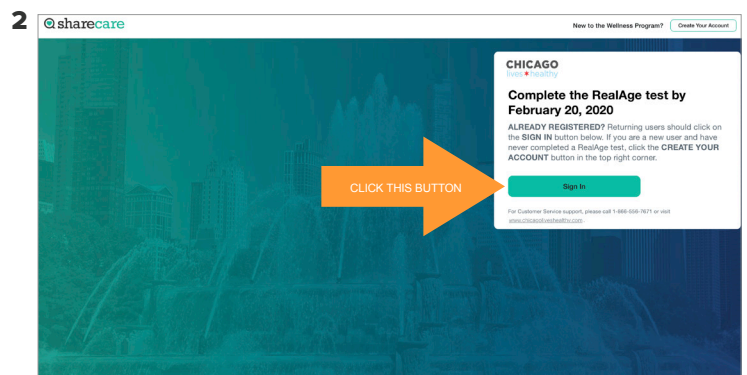 2
sharecare
New to the Wellness Program? Create Your Account
CHICAGO
lives*healthy
Complete the RealAge test by
February 20, 2020
ALREADY REGISTERED? Returning users should click on
the SIGN IN button below. If you are a new user and have
never completed a RealAge test, click the CREATE YOUR
ACCOUNT button in the top right corner.
CLICK THIS BUTTON
Sign In
For Customer Service support, please call 1-866-556-7671 or visit
www.chicagoliveshealthy.com.